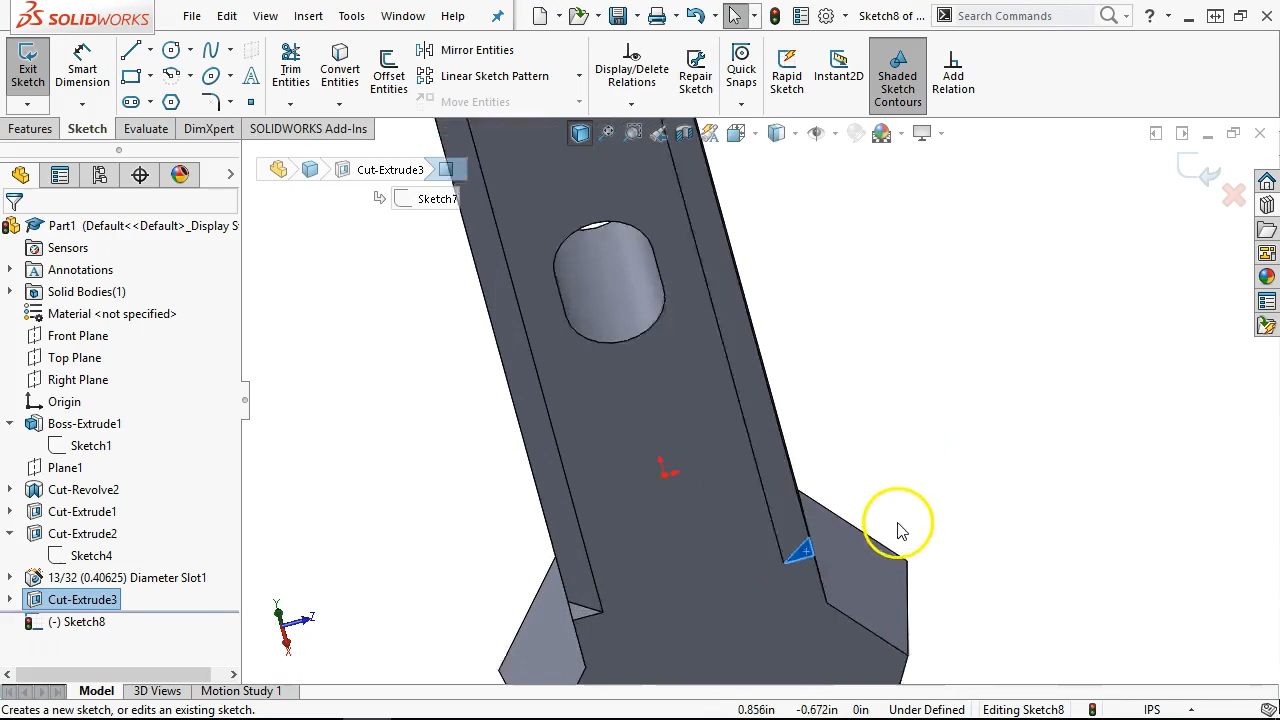 SOLIDWORKS
File
Edit
View
Insert
Tools
Window
Help
Sketch8 of ...
Search Commands
?
Exit
Sketch
Smart
Dimension
Trim
Entities
Convert
Entities
Offset
Entities
Mirror Entities
Linear Sketch Pattern
Move Entities
Display/Delete
Relations
Repair
Sketch
Quick
Snaps
Rapid
Sketch
Instant2D
Shaded
Sketch
Contours
Add
Relation
Features
Sketch
Evaluate
DimXpert
SOLIDWORKS Add-Ins
Cut-Extrude3
Sketch7
Part1 (Default<<Default>_Display S
Sensors
Annotations
Solid Bodies(1)
Material <not specified>
Front Plane
Top Plane
Right Plane
Origin
Boss-Extrude1
Sketch1
Plane1
Cut-Revolve2
Cut-Extrude1
Cut-Extrude2
Sketch4
13/32 (0.40625) Diameter Slot1
Cut-Extrude3
(-) Sketch8
Y
Z
X
Model
3D Views
Motion Study 1
Creates a new sketch, or edits an existing sketch.
0.856in
-0.672in
0in
Under Defined
Editing Sketch8
IPS